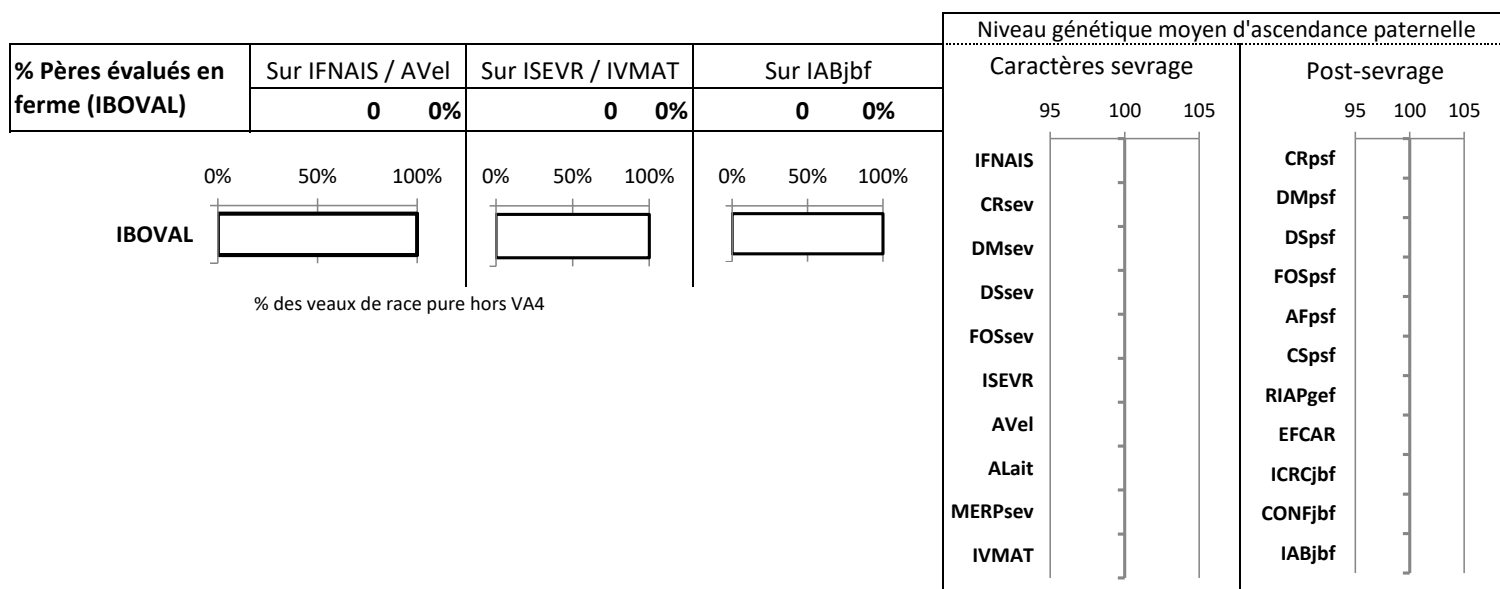 Niveau génétique moyen d'ascendance paternelle
% Pères évalués en ferme (IBOVAL)
Sur IFNAIS / AVel
Sur ISEVR / IVMAT
Sur IABjbf
0 0%
0 0%
0 0%
0% 50% 100%
0% 50% 100%
0% 50% 100%
IBOVAL
% des veaux de race pure hors VA4
Caractères sevrage
95 100 105
IFNAIS
CRsev
DMsev
DSsev
FOSsev
ISEVR
AVel
ALait
MERPsev
IVMAT
Post-sevrage
95 100 105
CRpsf
DMpsf
DSpsf
FOSpsf
AFpsf
CSpsf
RIAPgef
EFCAR
ICRCjbf
CONFjbf
IABjbf